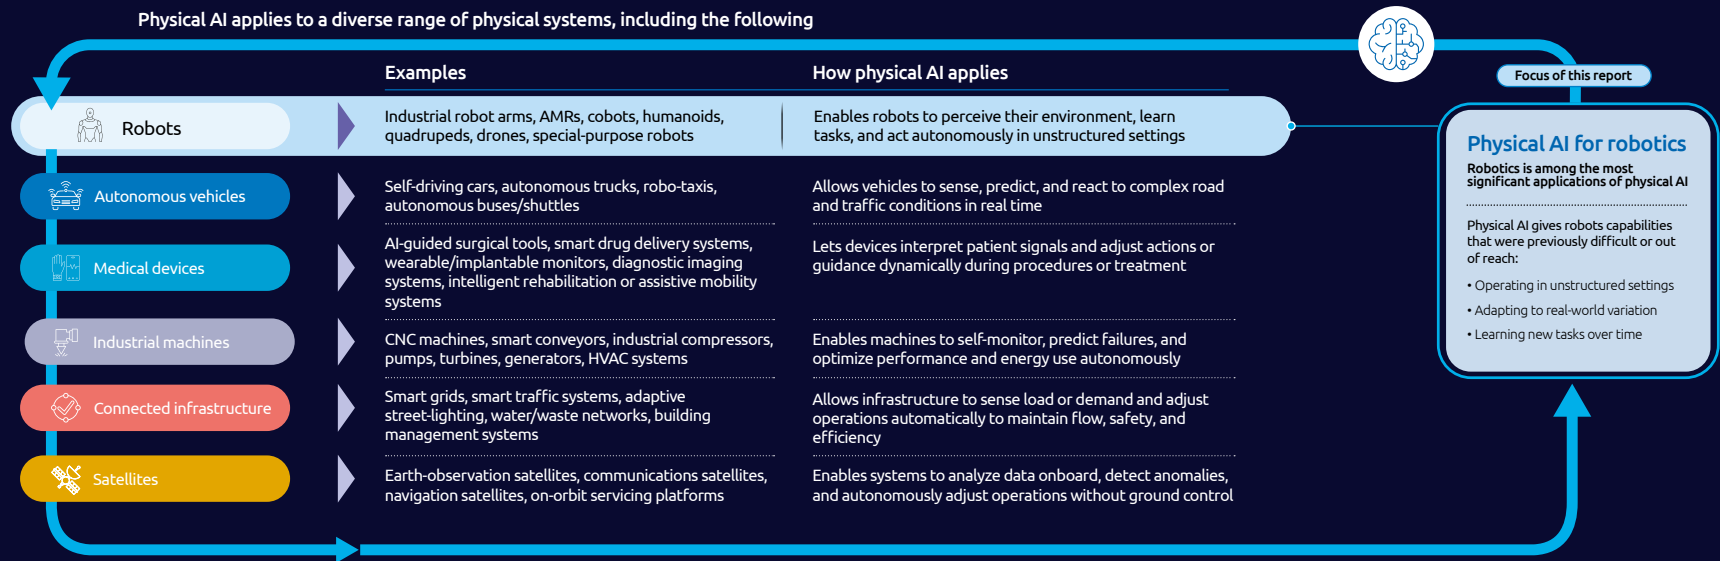 Physical AI applies to a diverse range of physical systems, including the following
Examples
How physical AI applies
Robots
Industrial robot arms, AMRs, cobots, humanoids,
quadrupeds, drones, special-purpose robots
Enables robots to perceive their environment, learn
tasks, and act autonomously in unstructured settings
Autonomous vehicles
Self-driving cars, autonomous trucks, robo-taxis,
autonomous buses/shuttles
Allows vehicles to sense, predict, and react to complex road
and traffic conditions in real time
Medical devices
AI-guided surgical tools, smart drug delivery systems,
wearable/implantable monitors, diagnostic imaging
systems, intelligent rehabilitation or assistive mobility
systems
Lets devices interpret patient signals and adjust actions or
guidance dynamically during procedures or treatment
Industrial machines
CNC machines, smart conveyors, industrial compressors,
pumps, turbines, generators, HVAC systems
Enables machines to self-monitor, predict failures, and
optimize performance and energy use autonomously
Connected infrastructure
Smart grids, smart traffic systems, adaptive
street-lighting, water/waste networks, building
management systems
Allows infrastructure to sense load or demand and adjust
operations automatically to maintain flow, safety, and
efficiency
Satellites
Earth-observation satellites, communications satellites,
navigation satellites, on-orbit servicing platforms
Enables systems to analyze data onboard, detect anomalies,
and autonomously adjust operations without ground control
Focus of this report
Physical AI for robotics
Robotics is among the most
significant applications of physical AI
Physical AI gives robots capabilities
that were previously difficult or out
of reach:
• Operating in unstructured settings
• Adapting to real-world variation
• Learning new tasks over time